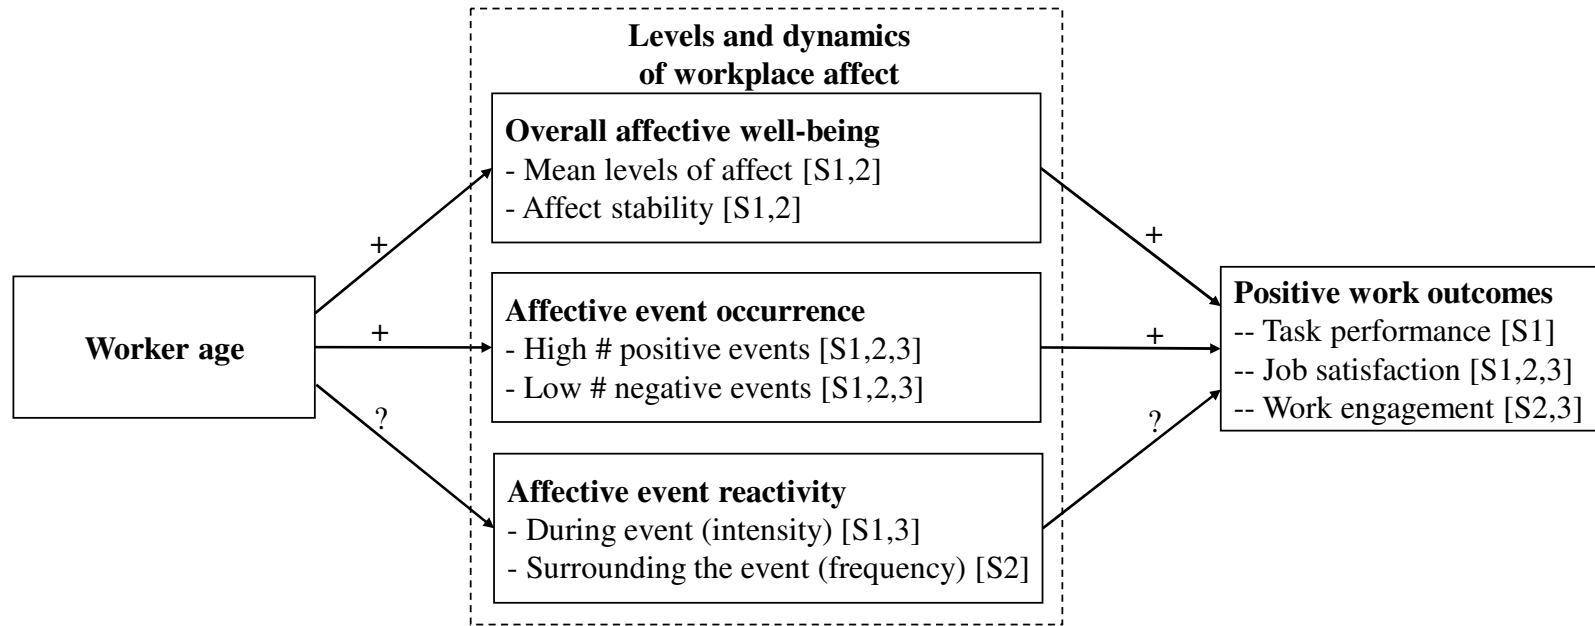 Levels and dynamics
of workplace affect
Overall affective well-being
- Mean levels of affect [S1,2]
- Affect stability [S1,2]
+
+
Worker age
+
Affective event occurrence
- High # positive events [S1,2,3]
- Low # negative events [S1,2,3]
+
Positive work outcomes
-- Task performance [S1]
-- Job satisfaction [S1,2,3]
-- Work engagement [S2,3]
?
?
Affective event reactivity
- During event (intensity) [S1,3]
- Surrounding the event (frequency) [S2]